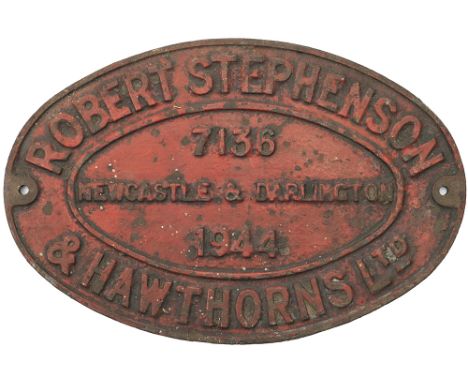 ROBERT STEPHENSON
7136
NEWCASTLE & DARLINGTON
1944
& HAWTHORNS LTD